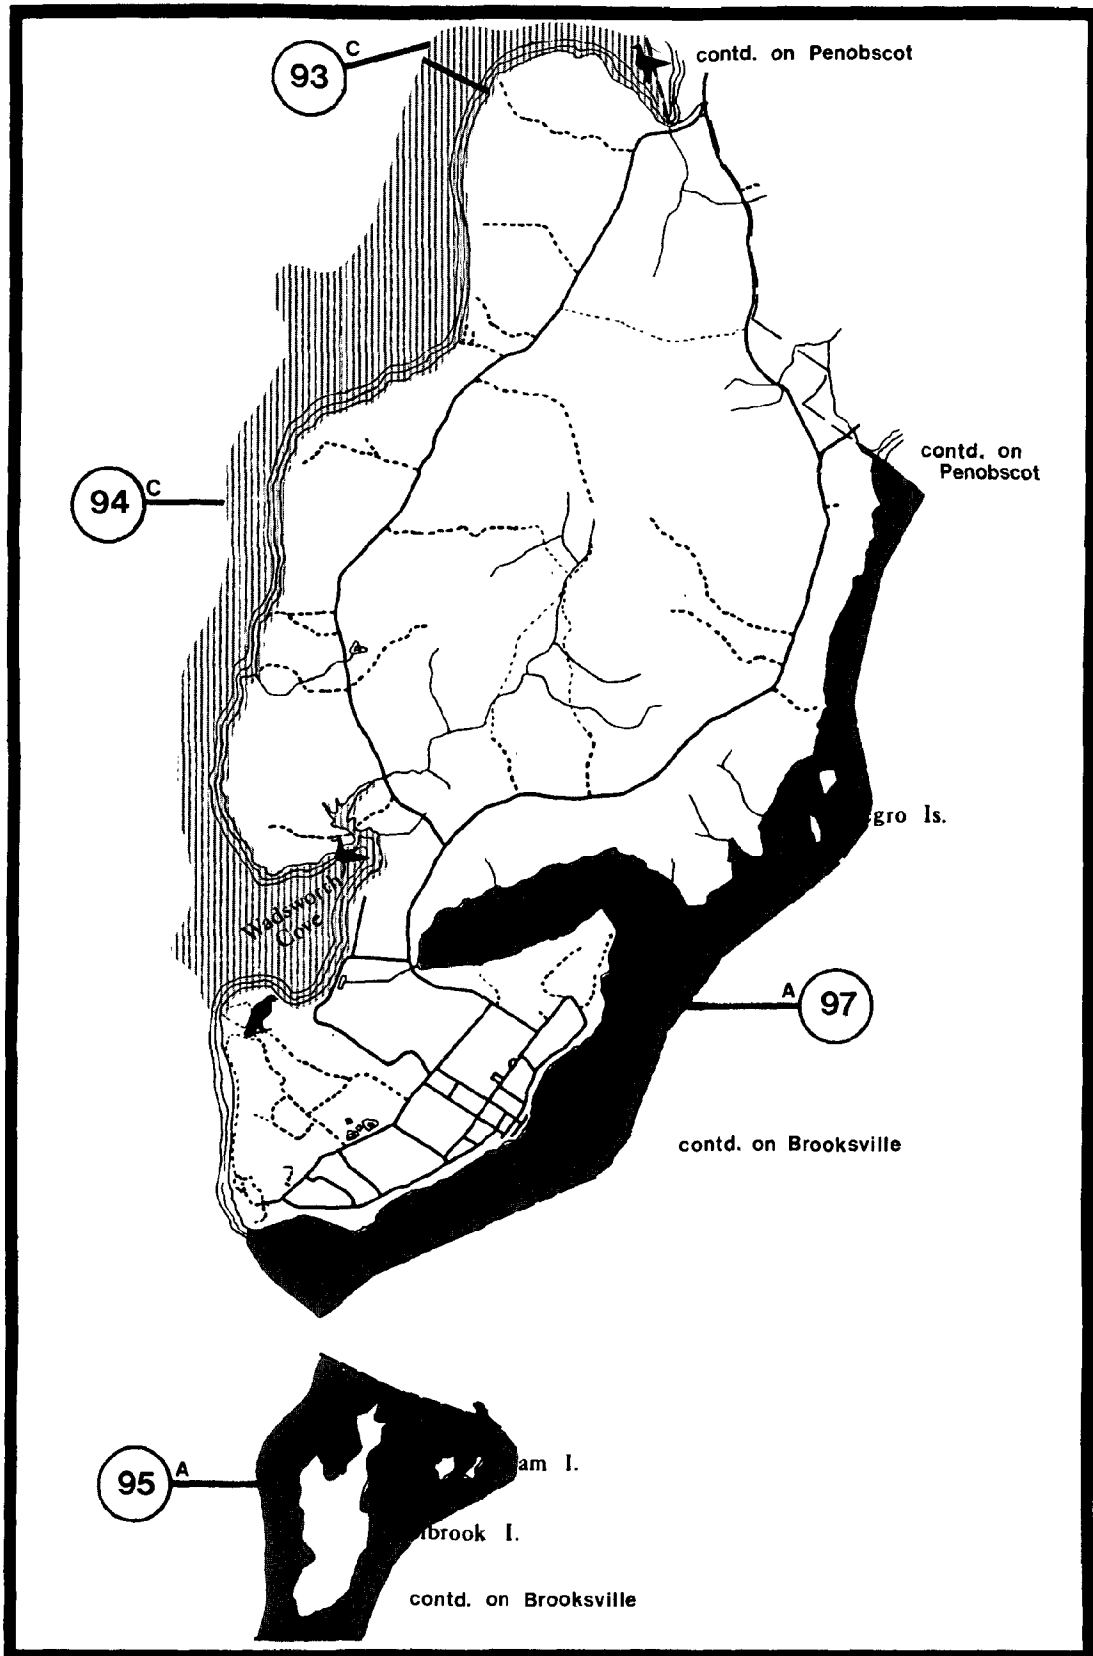 93
C
contd. on Penobscot
contd. on
Penobscot
94
C
gro Is.
Wadsworth
Cove
A
97
contd. on Brooksville
95
A
am I.
lbrook I.
contd. on Brooksville